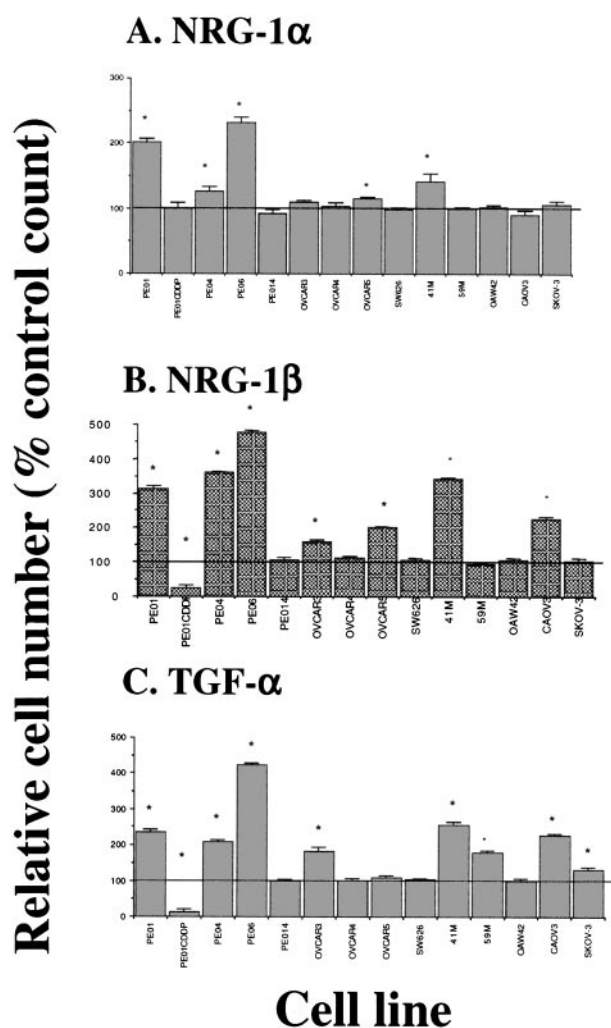 A. NRG-1α
300
*
*
*
*
*
200
100
0
PE01
PE01CDDP
PE04
PE06
PE014
OVCAR3
OVCAR4
OVCAR5
SW626
41M
59M
OAW42
CAOV3
SKOV-3
B. NRG-1β
500
*
*
*
*
*
*
*
*
400
300
200
100
0
PE01
PE01CDDP
PE04
PE06
PE014
OVCAR3
OVCAR4
OVCAR5
SW626
41M
59M
OAW42
CAOV3
SKOV-3
C. TGF-α
500
*
*
*
*
*
*
*
*
*
400
300
200
100
0
PE01
PE01CDDP
PE04
PE06
PE014
OVCAR3
OVCAR4
OVCAR5
SW626
41M
59M
OAW42
CAOV3
SKOV-3
Relative cell number (% control count)
Cell line